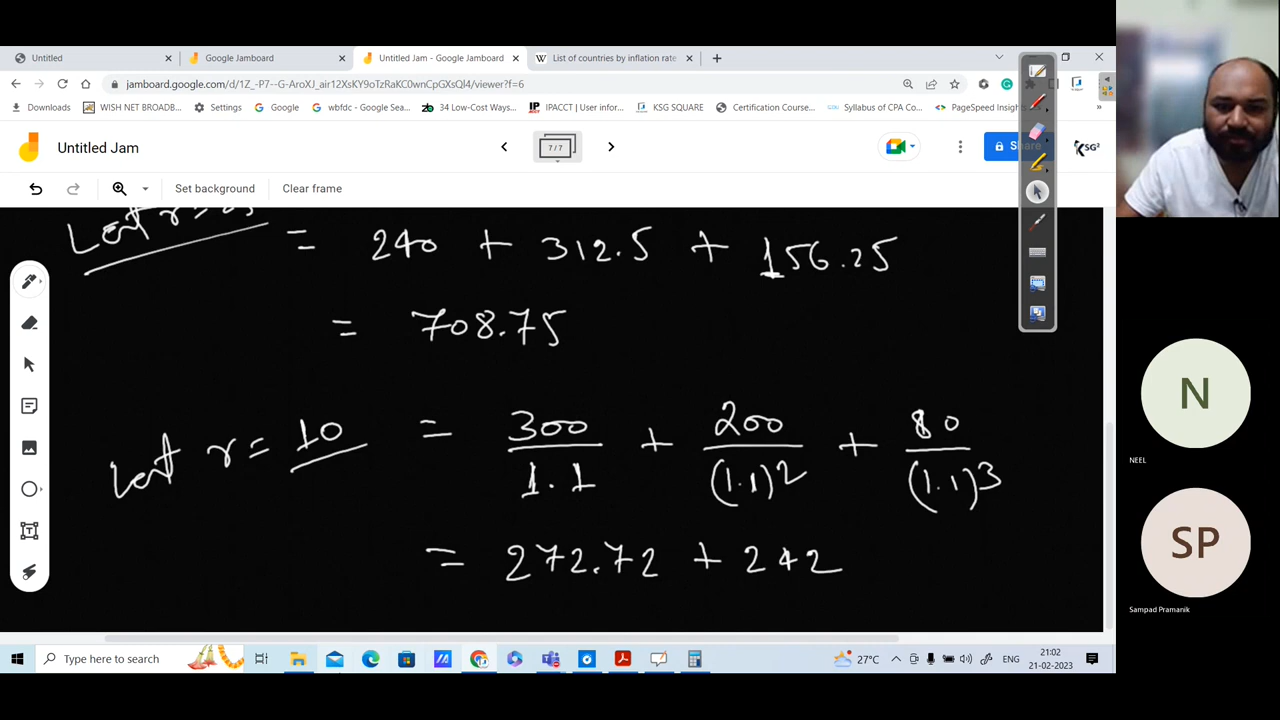 Untitled
Google Jamboard
Untitled Jam - Google Jamboard
List of countries by inflation rate
jamboard.google.com/d/1Z_-P7--G-AroXJ_air12XsKY9oTzRaKC0wnCpGXsQl4/viewer?f=6
Downloads
WISH NET BROADB...
Settings
Google
wbfdc - Google Sea...
34 Low-Cost Ways...
IPACCT | User infor...
KSG SQUARE
Certification Course...
Syllabus of CPA Co...
PageSpeed Insights
Untitled Jam
7 / 7
Share
KSG²
Set background
Clear frame
= 240 + 312.5 + 156.25
= 708.75
Let r = 10 = 300/1.1 + 200/(1.1)2 + 80/(1.1)3
= 272.72 + 242
N
NEEL
SP
Sampad Pramanik
Type here to search
27°C
ENG
21:02
21-02-2023